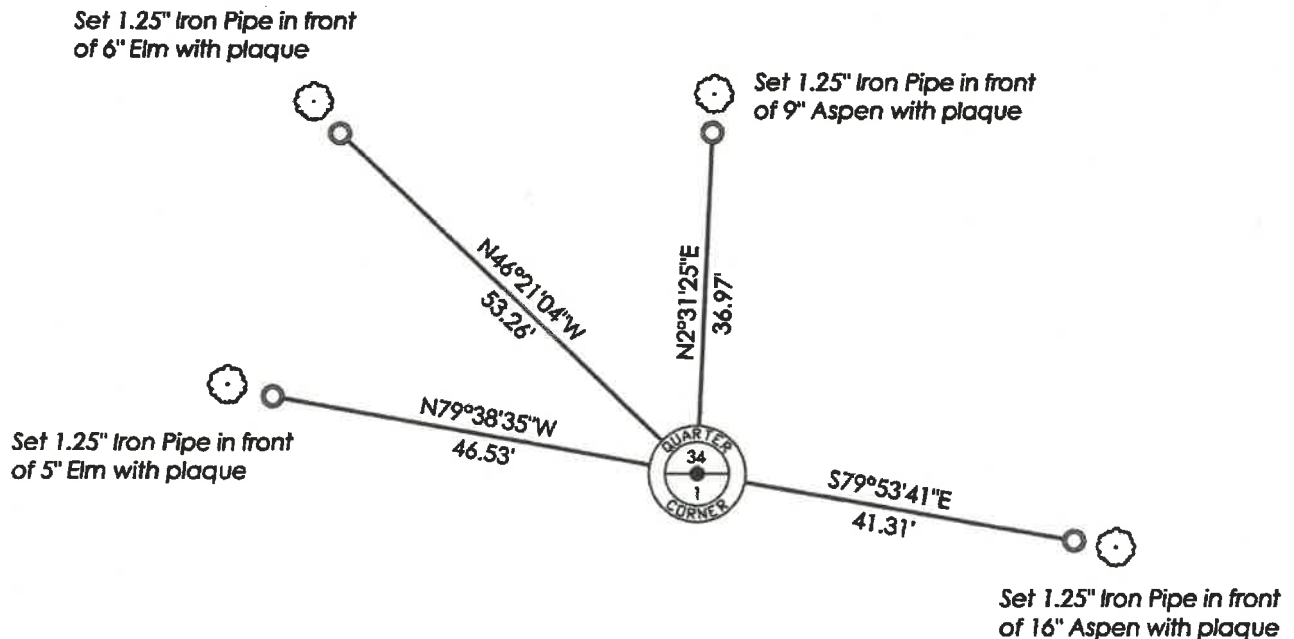 Set 1.25" Iron Pipe in front
of 6" Elm with plaque
Set 1.25" Iron Pipe in front
of 9" Aspen with plaque
N46°21'04"W
53.26'
N2°31'25"E
36.97'
N79°38'35"W
46.53'
Set 1.25" Iron Pipe in front
of 5" Elm with plaque
QUARTER
34
1
CORNER
S79°53'41"E
41.31'
Set 1.25" Iron Pipe in front
of 16" Aspen with plaque